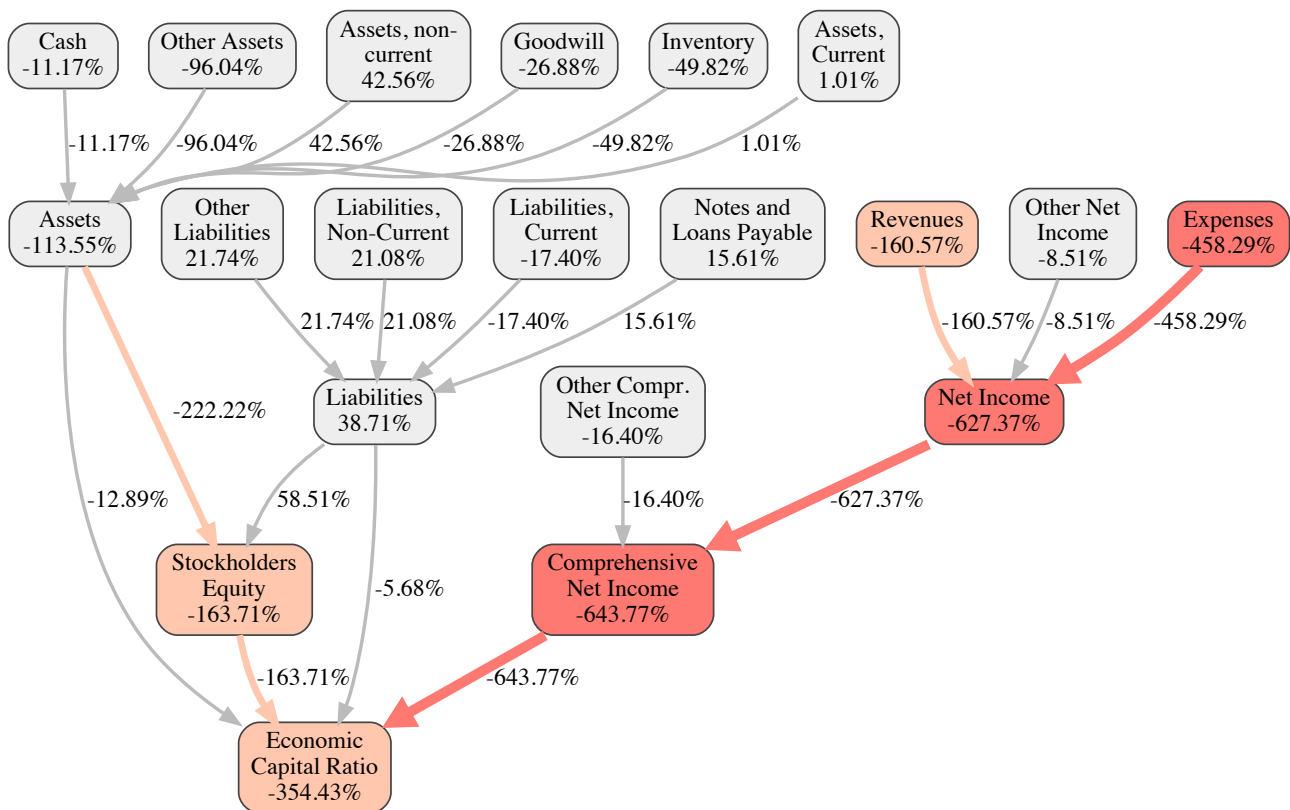 Cash
-11.17%
Other Assets
-96.04%
Assets, non-
current
42.56%
Goodwill
-26.88%
Inventory
-49.82%
Assets,
Current
1.01%
-11.17%
-96.04%
42.56%
-26.88%
-49.82%
1.01%
Assets
-113.55%
Other
Liabilities
21.74%
Liabilities,
Non-Current
21.08%
Liabilities,
Current
-17.40%
Notes and
Loans Payable
15.61%
Revenues
-160.57%
Other Net
Income
-8.51%
Expenses
-458.29%
21.74%
21.08%
-17.40%
15.61%
-160.57%
-8.51%
-458.29%
Liabilities
38.71%
Other Compr.
Net Income
-16.40%
Net Income
-627.37%
-222.22%
-12.89%
58.51%
-16.40%
-627.37%
Stockholders
Equity
-163.71%
-5.68%
Comprehensive
Net Income
-643.77%
-163.71%
-643.77%
Economic
Capital Ratio
-354.43%